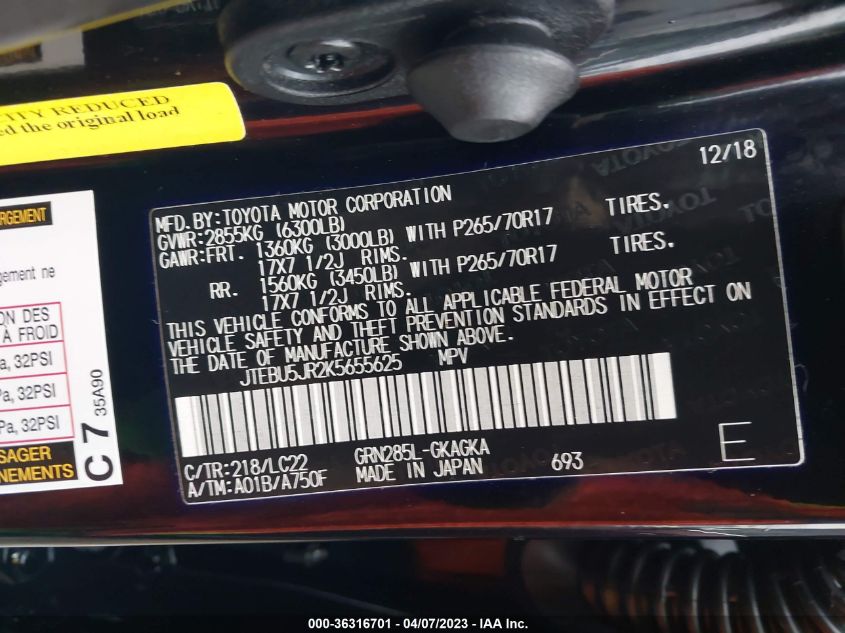 CITY REDUCED
the original load
12/18
MFD. BY: TOYOTA MOTOR CORPORATION
GVWR: 2855KG (6300LB)
GAWR: FRT. 1360KG (3000LB) WITH P265/70R17 TIRES.
17X7 1/2J RIMS.
RR. 1560KG (3450LB) WITH P265/70R17 TIRES.
17X7 1/2J RIMS.
THIS VEHICLE CONFORMS TO ALL APPLICABLE FEDERAL MOTOR
VEHICLE SAFETY AND THEFT PREVENTION STANDARDS IN EFFECT ON
THE DATE OF MANUFACTURE SHOWN ABOVE.
JTEBU5JR2K5655625 MPV
C/TR: 218/LC22 GRN285L-GKAGKA
A/TM: A01B/A750F MADE IN JAPAN 693 E
RGEMENT
gement ne
ON DES
À FROID
a, 32PSI
Pa, 32PSI
Pa, 32PSI
SAGER
NEMENTS
C 7 35A90
000-36316701 - 04/07/2023 - IAA Inc.